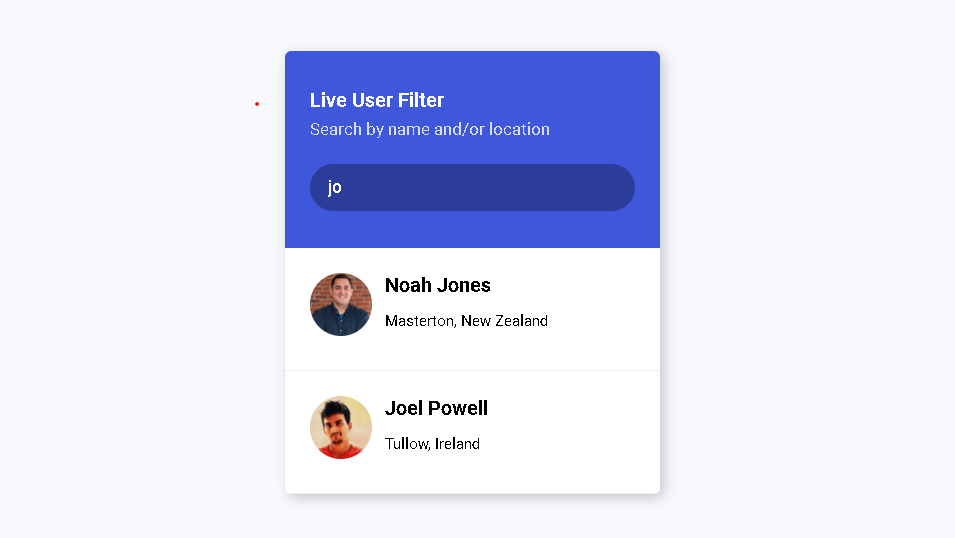 Live User Filter
Search by name and/or location
jo
Noah Jones
Masterton, New Zealand
Joel Powell
Tullow, Ireland